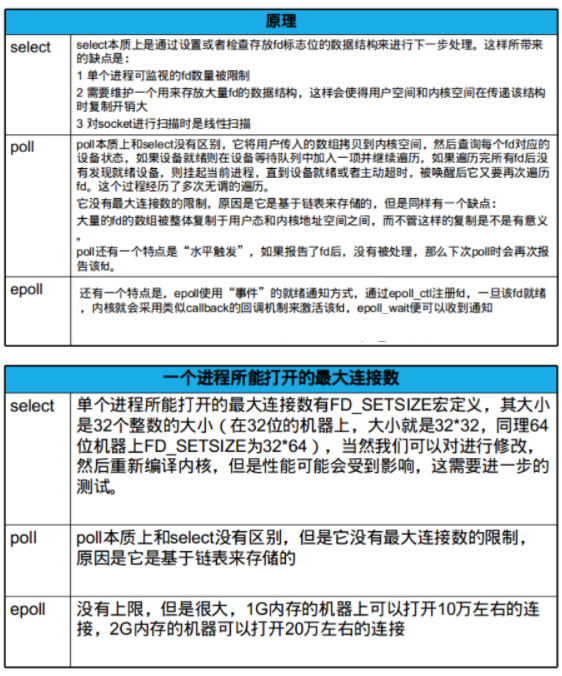 原理
select
select本质上是通过设置或者检查存放fd标志位的数据结构来进行下一步处理。这样所带来
的缺点是：
1 单个进程可监视的fd数量被限制
2 需要维护一个用来存放大量fd的数据结构，这样会使得用户空间和内核空间在传递该结构
时复制开销大
3 对socket进行扫描时是线性扫描
poll
poll本质上和select没有区别，它将用户传入的数组拷贝到内核空间，然后查询每个fd对应的
设备状态，如果设备就绪则在设备等待队列中加入一项并继续遍历，如果遍历完所有fd后没
有发现就绪设备，则挂起当前进程，直到设备就绪或者主动超时，被唤醒后它又要再次遍历
fd。这个过程经历了多次无谓的遍历。
它没有最大连接数的限制，原因是它是基于链表来存储的，但是同样有一个缺点：
大量的fd的数组被整体复制于用户态和内核地址空间之间，而不管这样的复制是不是有意义
。
poll还有一个特点是“水平触发”，如果报告了fd后，没有被处理，那么下次poll时会再次报
告该fd。
epoll
还有一个特点是，epoll使用“事件”的就绪通知方式，通过epoll_ctl注册fd，一旦该fd就绪
，内核就会采用类似callback的回调机制来激活该fd，epoll_wait便可以收到通知
一个进程所能打开的最大连接数
select
单个进程所能打开的最大连接数有FD_SETSIZE宏定义，其大小
是32个整数的大小（在32位的机器上，大小就是32*32，同理64
位机器上FD_SETSIZE为32*64），当然我们可以对进行修改，
然后重新编译内核，但是性能可能会受到影响，这需要进一步的
测试。
poll
poll本质上和select没有区别，但是它没有最大连接数的限制，
原因是它是基于链表来存储的
epoll
没有上限，但是很大，1G内存的机器上可以打开10万左右的连
接，2G内存的机器可以打开20万左右的连接